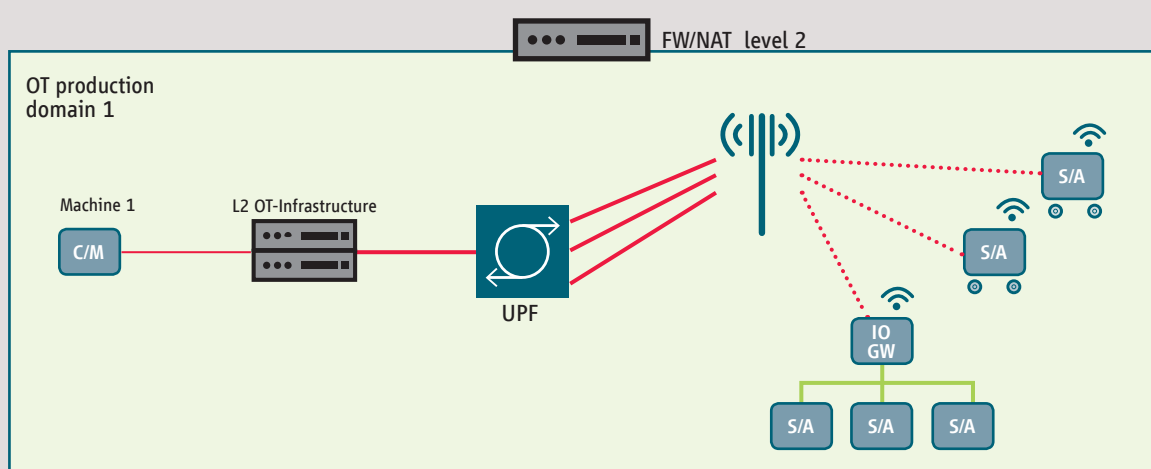 FW/NAT level 2
OT production
domain 1
Machine 1
L2 OT-Infrastructure
C/M
UPF
S/A
S/A
IO
GW
S/A
S/A
S/A